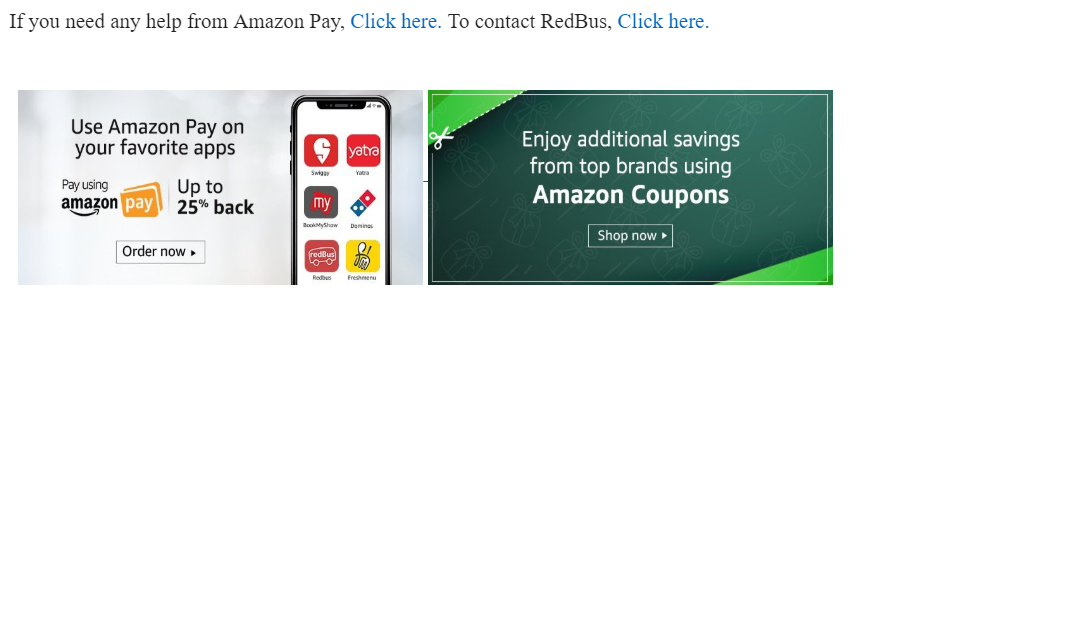 If you need any help from Amazon Pay, Click here. To contact RedBus, Click here.
Use Amazon Pay on
your favorite apps
Pay using
amazon pay
Up to
25% back
Order now
yatra
Swiggy
Yatra
my
BookMyShow
Dominos
redBus
Redbus
Freshmenu
Enjoy additional savings
from top brands using
Amazon Coupons
Shop now